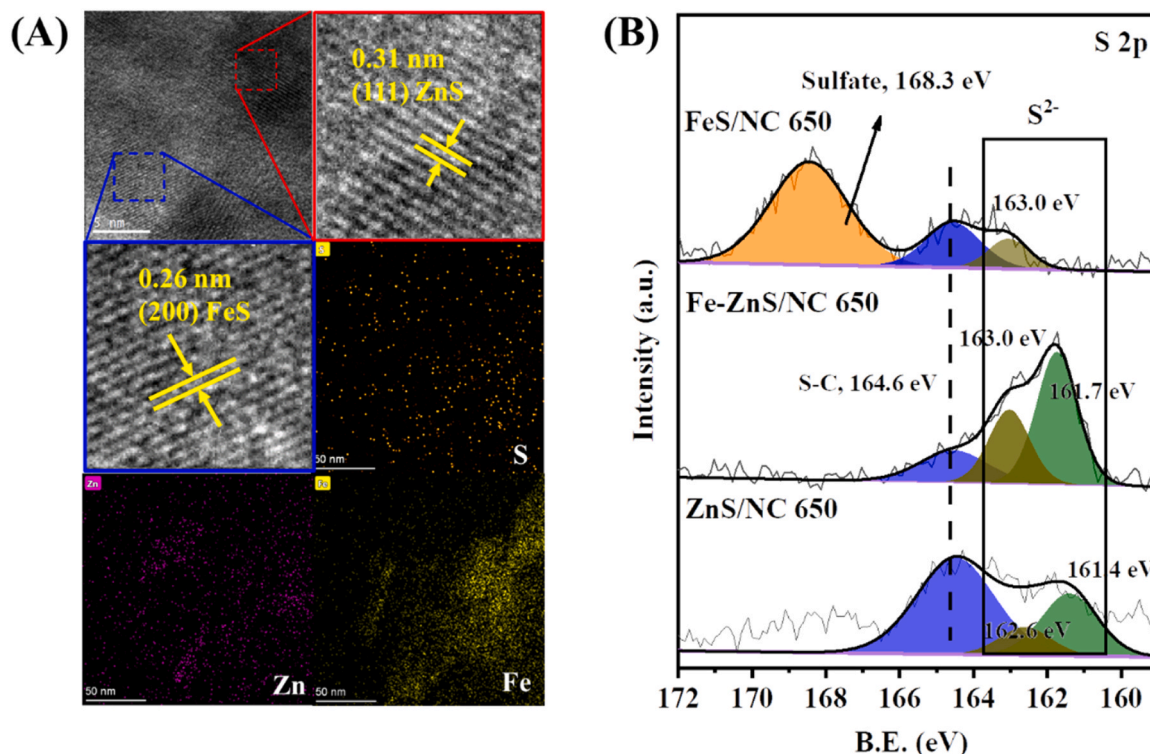 (A)
5 nm
0.31 nm
(111) ZnS
0.26 nm
(200) FeS
S
50 nm
S
Zn
50 nm
Zn
Fe
50 nm
Fe
(B)
S 2p
Sulfate, 168.3 eV
S²⁻
FeS/NC 650
163.0 eV
Fe-ZnS/NC 650
163.0 eV
S-C, 164.6 eV
161.7 eV
ZnS/NC 650
161.4 eV
162.6 eV
Intensity (a.u.)
172 170 168 166 164 162 160
B.E. (eV)